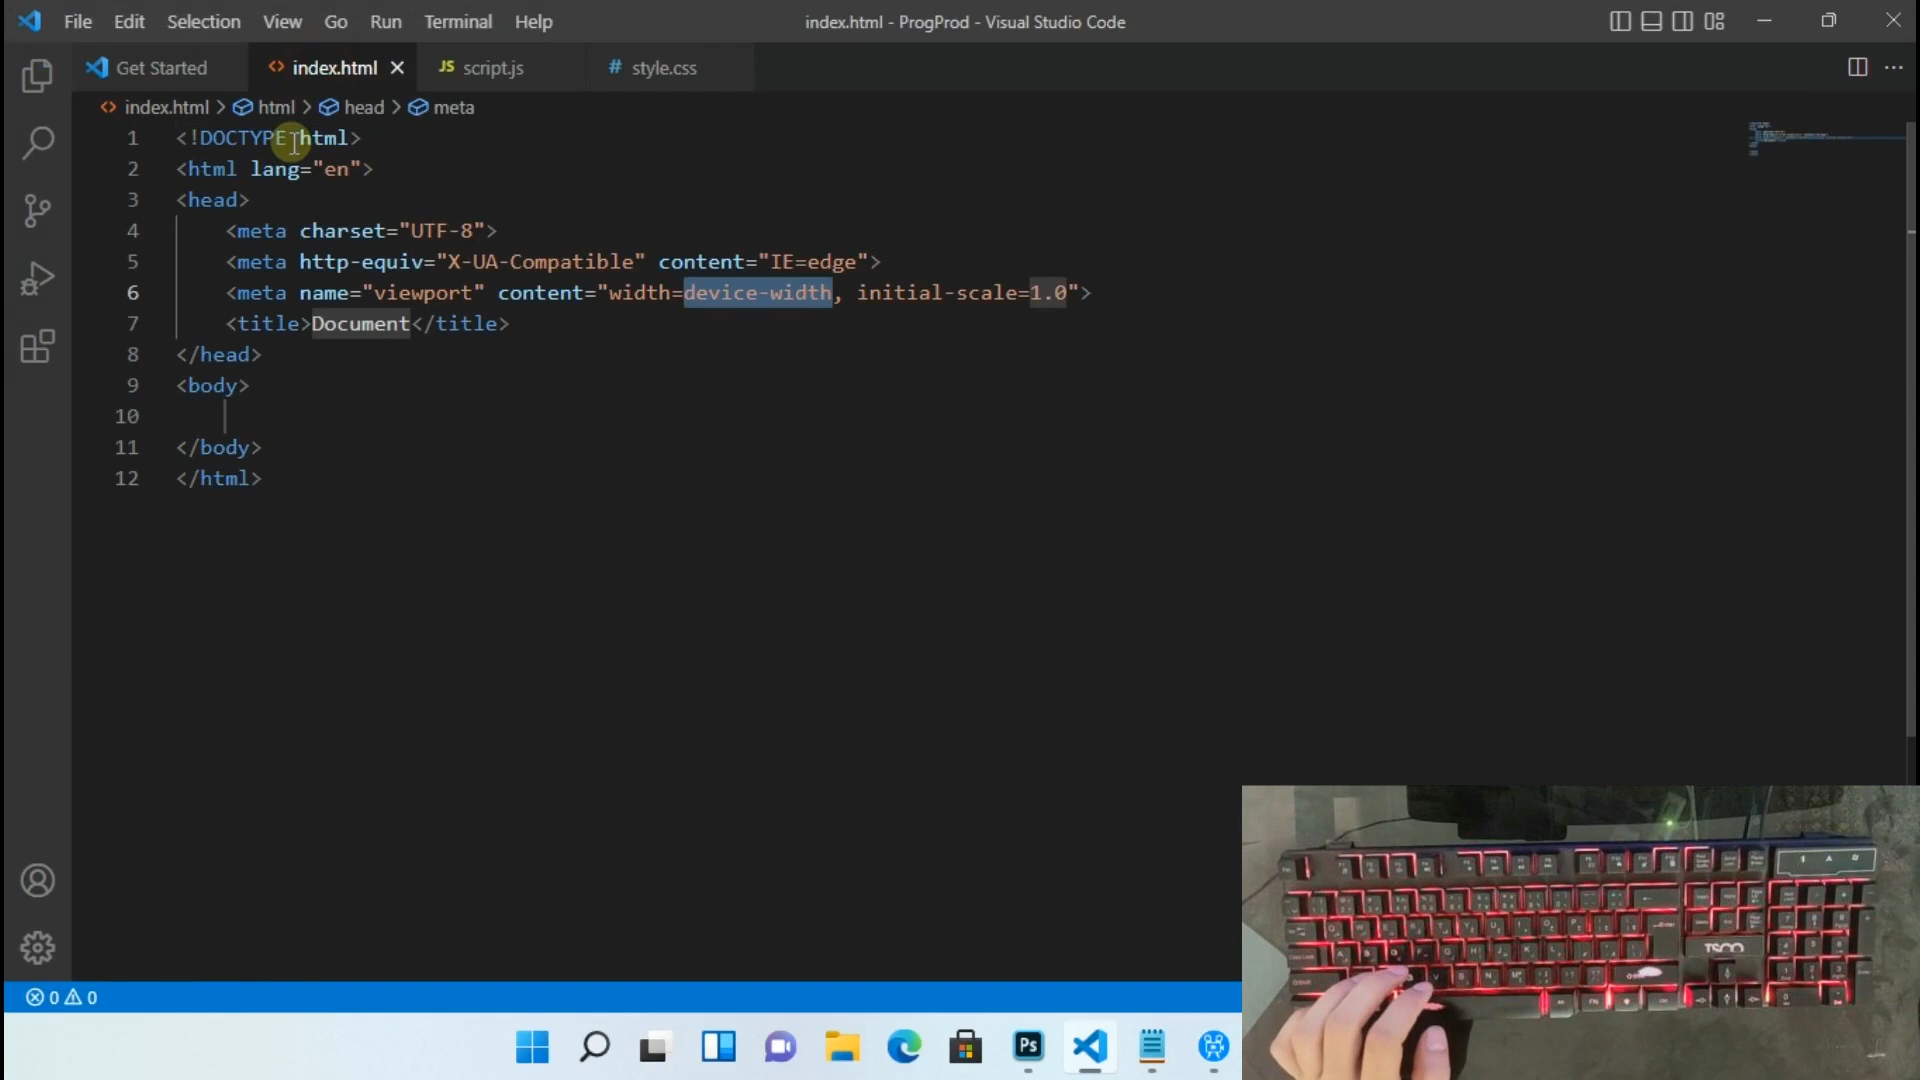 File Edit Selection View Go Run Terminal Help
index.html - ProgProd - Visual Studio Code
Get Started
index.html
JS script.js
# style.css
index.html > html > head > meta
1 <!DOCTYPE html>
2 <html lang="en">
3 <head>
4 <meta charset="UTF-8">
5 <meta http-equiv="X-UA-Compatible" content="IE=edge">
6 <meta name="viewport" content="width=device-width, initial-scale=1.0">
7 <title>Document</title>
8 </head>
9 <body>
10
11 </body>
12 </html>
0 0
Ps
TSCO